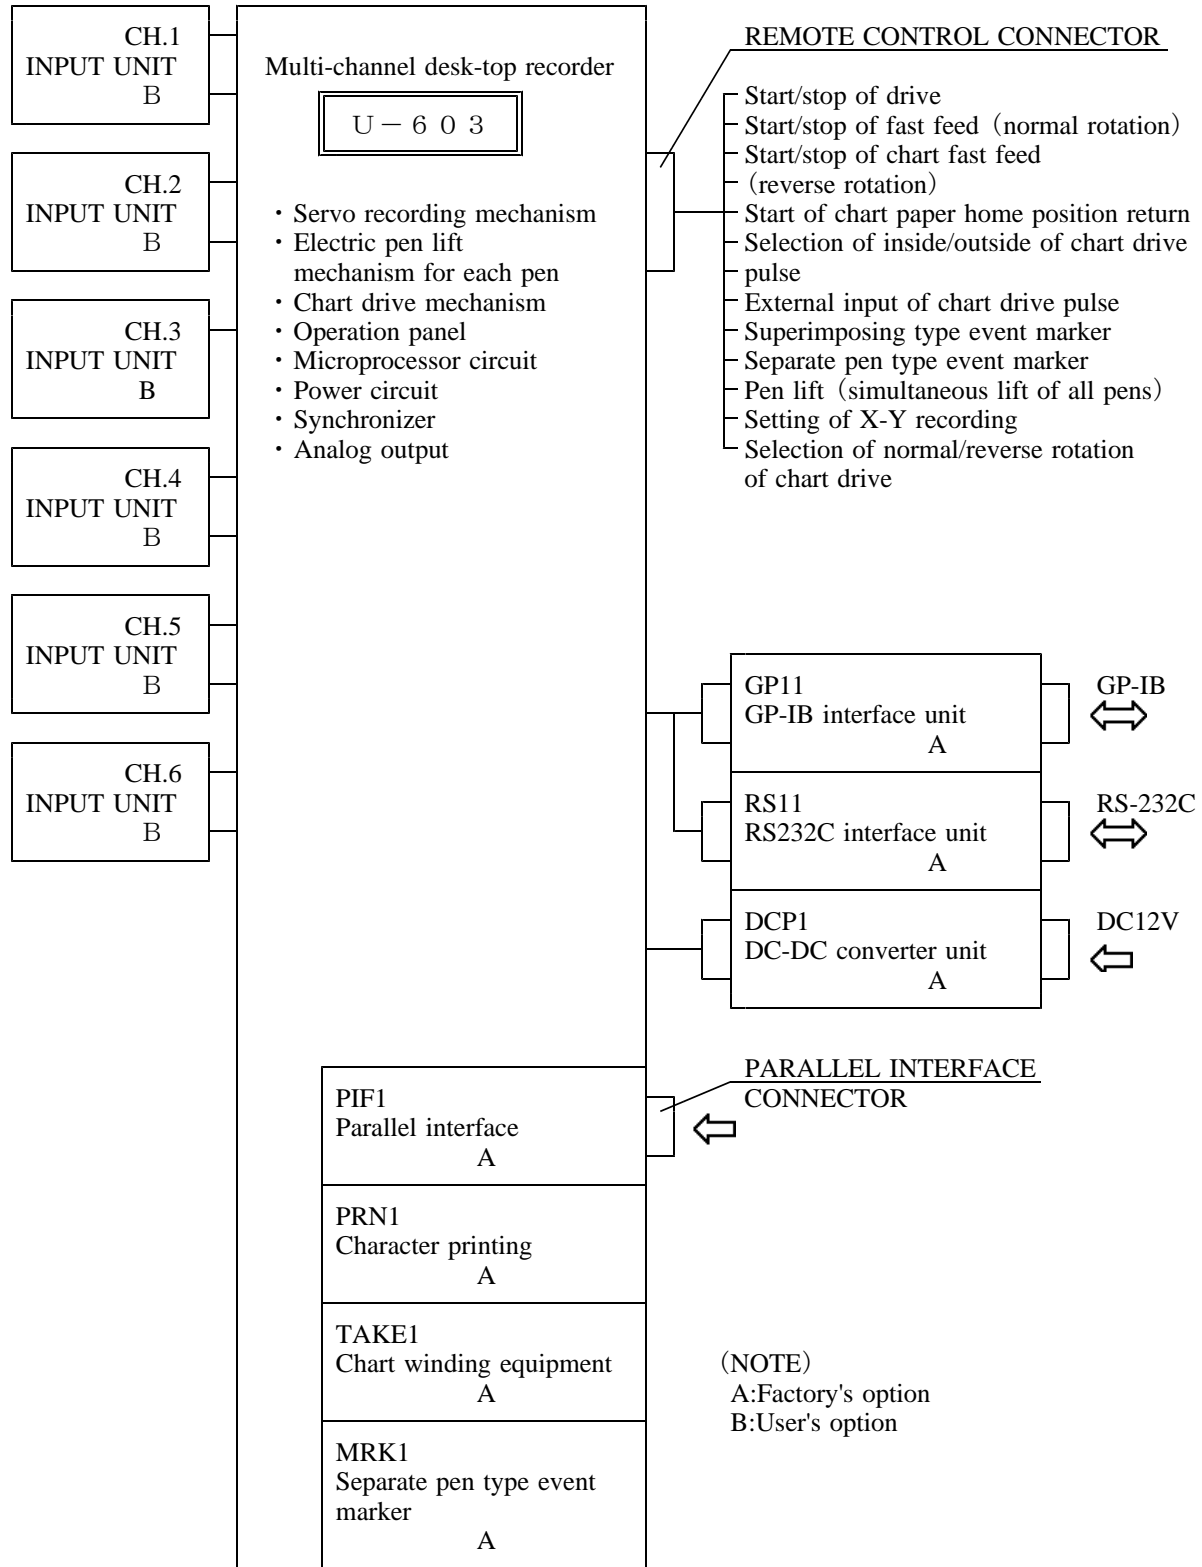 CH.1
INPUT UNIT
B
CH.2
INPUT UNIT
B
CH.3
INPUT UNIT
B
CH.4
INPUT UNIT
B
CH.5
INPUT UNIT
B
CH.6
INPUT UNIT
B
Multi-channel desk-top recorder
U－６０３
・Servo recording mechanism
・Electric pen lift
mechanism for each pen
・Chart drive mechanism
・Operation panel
・Microprocessor circuit
・Power circuit
・Synchronizer
・Analog output
REMOTE CONTROL CONNECTOR
Start/stop of drive
Start/stop of fast feed（normal rotation）
Start/stop of chart fast feed
（reverse rotation）
Start of chart paper home position return
Selection of inside/outside of chart drive
pulse
External input of chart drive pulse
Superimposing type event marker
Separate pen type event marker
Pen lift（simultaneous lift of all pens）
Setting of X-Y recording
Selection of normal/reverse rotation
of chart drive
GP11
GP-IB interface unit
A
GP-IB
RS11
RS232C interface unit
A
RS-232C
DCP1
DC-DC converter unit
A
DC12V
PARALLEL INTERFACE
CONNECTOR
PIF1
Parallel interface
A
PRN1
Character printing
A
TAKE1
Chart winding equipment
A
MRK1
Separate pen type event
marker
A
（NOTE）
A:Factory's option
B:User's option